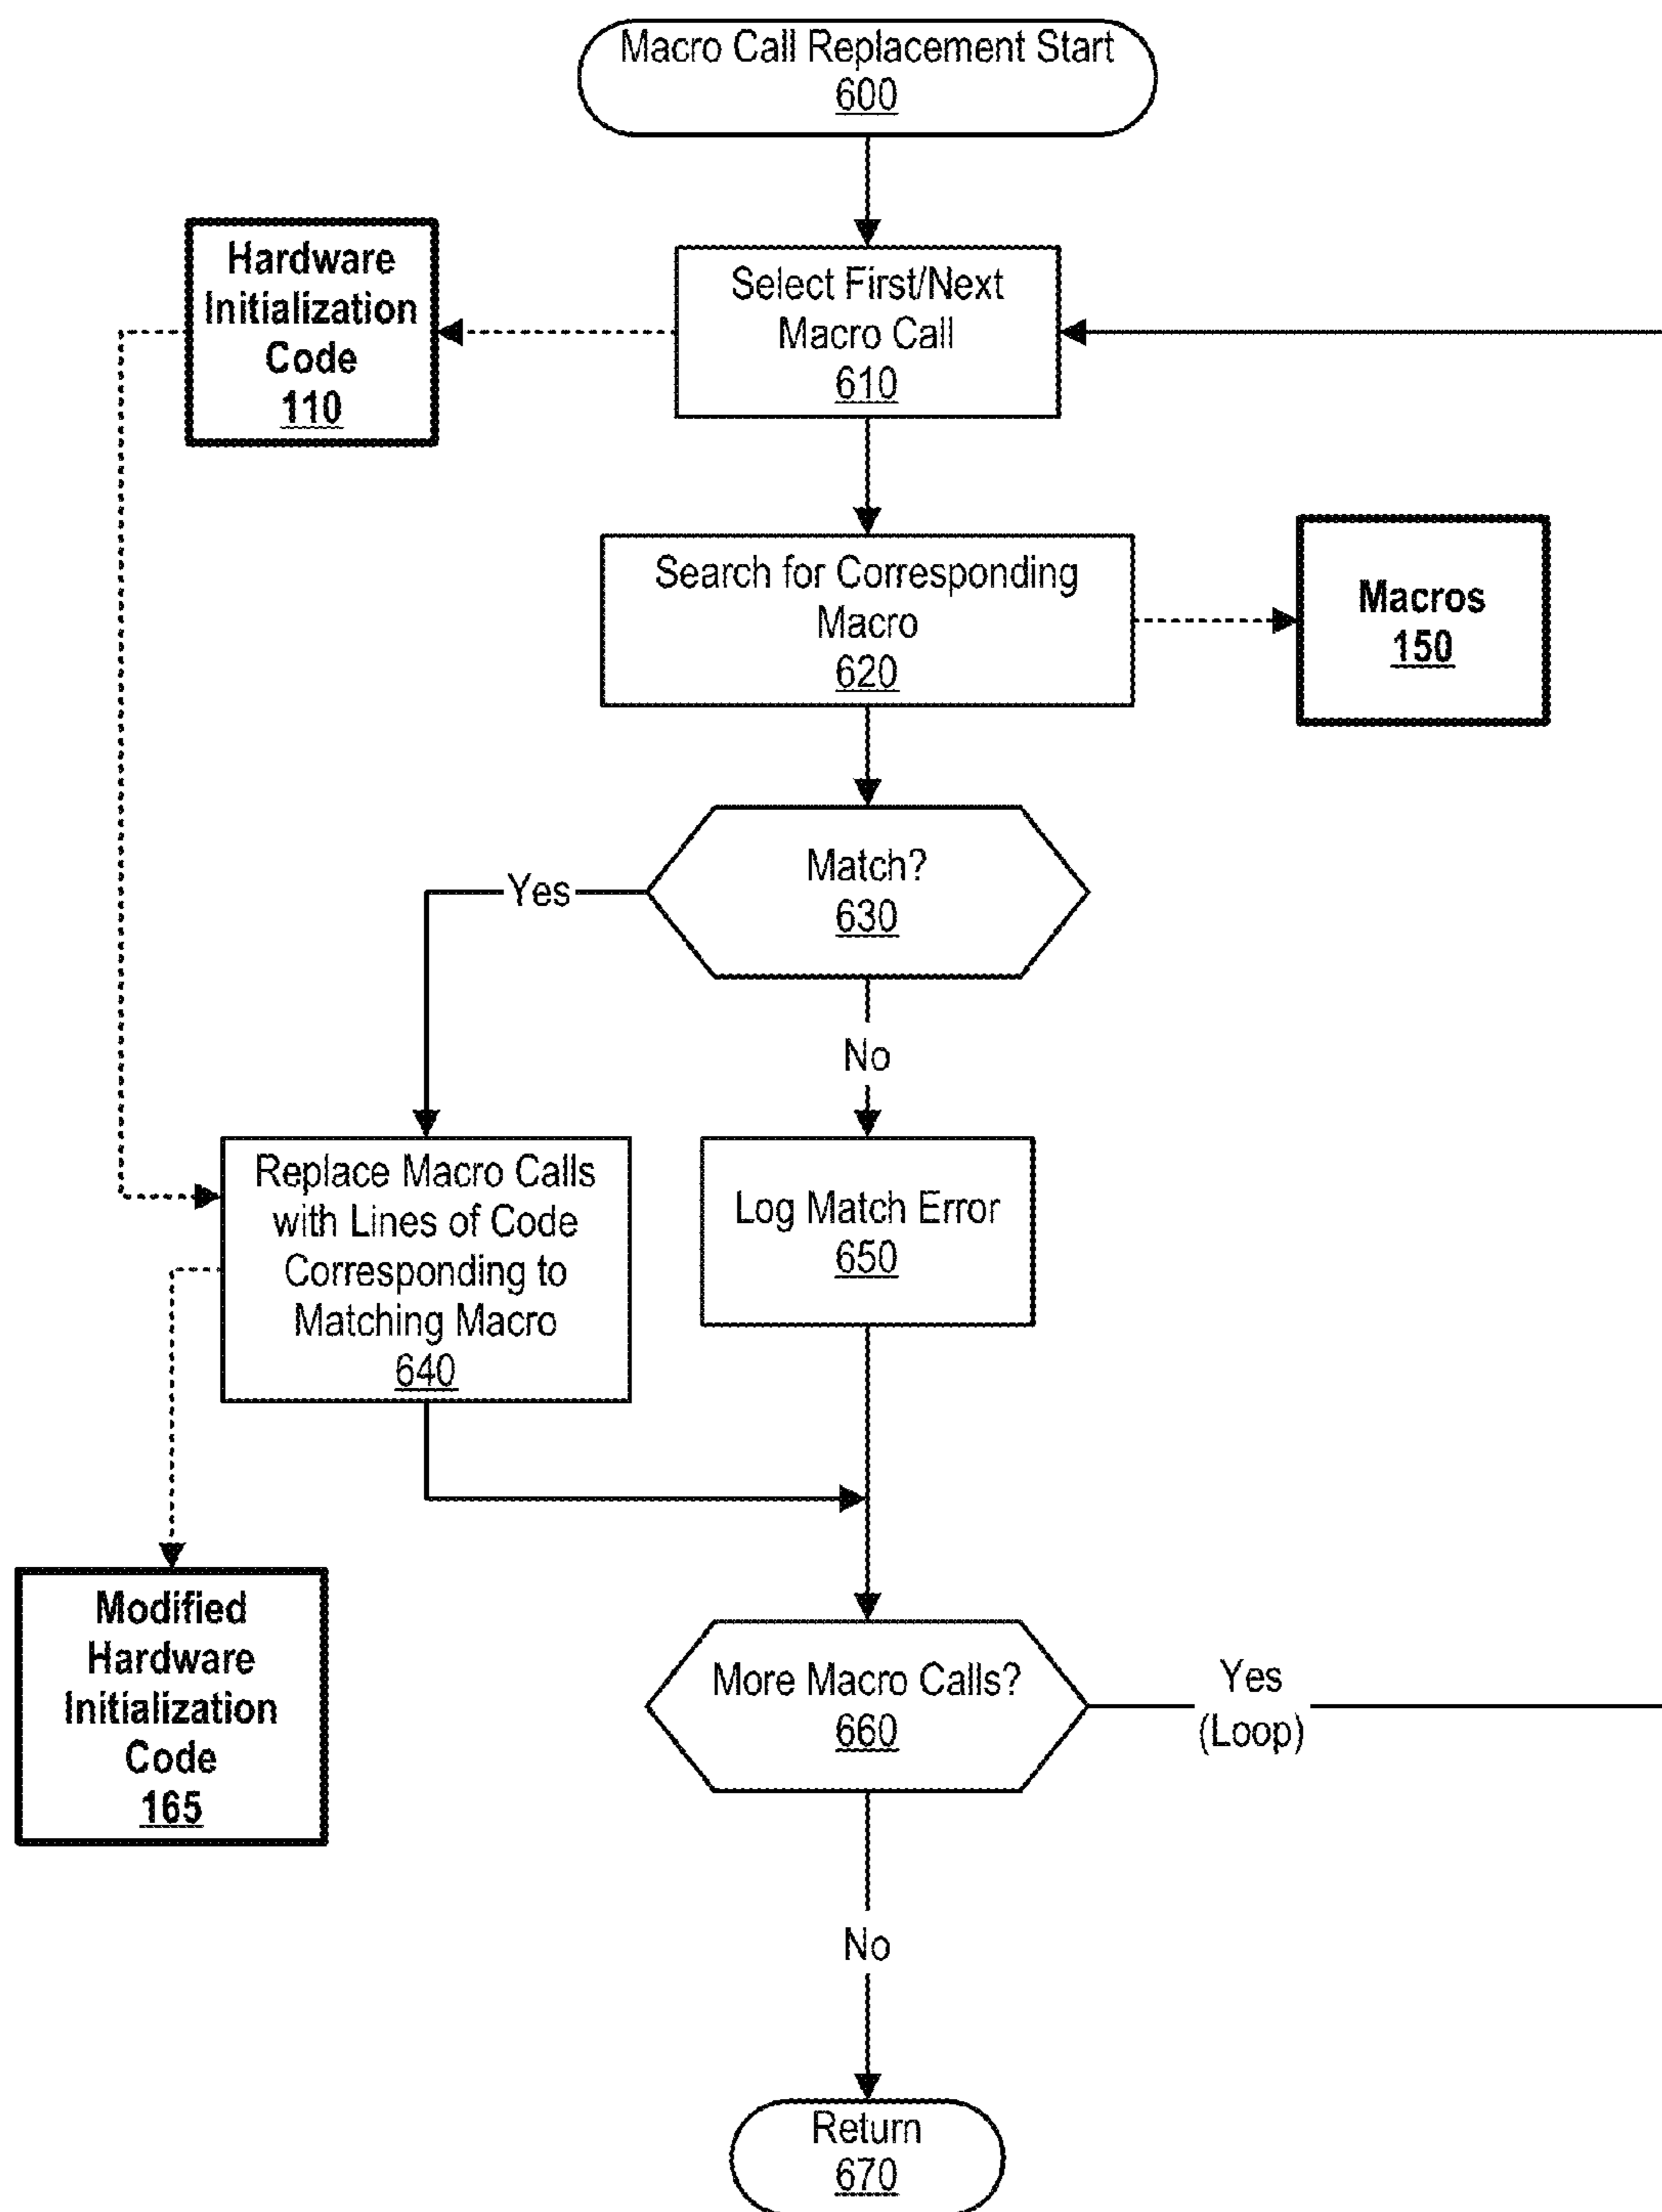 Macro Call Replacement Start
600
Hardware
Initialization
Code
110
Select First/Next
Macro Call
610
Search for Corresponding
Macro
620
Macros
150
Match?
630
Yes
No
Replace Macro Calls
with Lines of Code
Corresponding to
Matching Macro
640
Log Match Error
650
Modified
Hardware
Initialization
Code
165
More Macro Calls?
660
Yes
(Loop)
No
Return
670